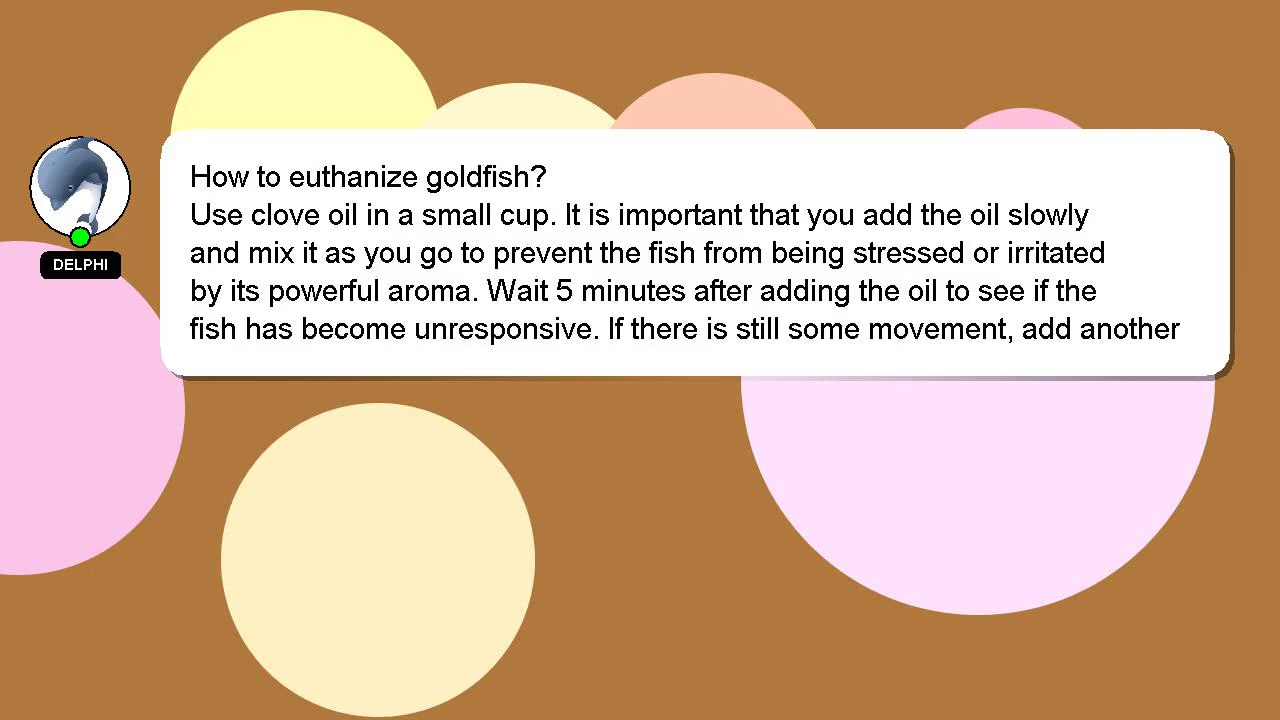 How to euthanize goldfish?
Use clove oil in a small cup. It is important that you add the oil slowly
and mix it as you go to prevent the fish from being stressed or irritated
by its powerful aroma. Wait 5 minutes after adding the oil to see if the
fish has become unresponsive. If there is still some movement, add another
DELPHI